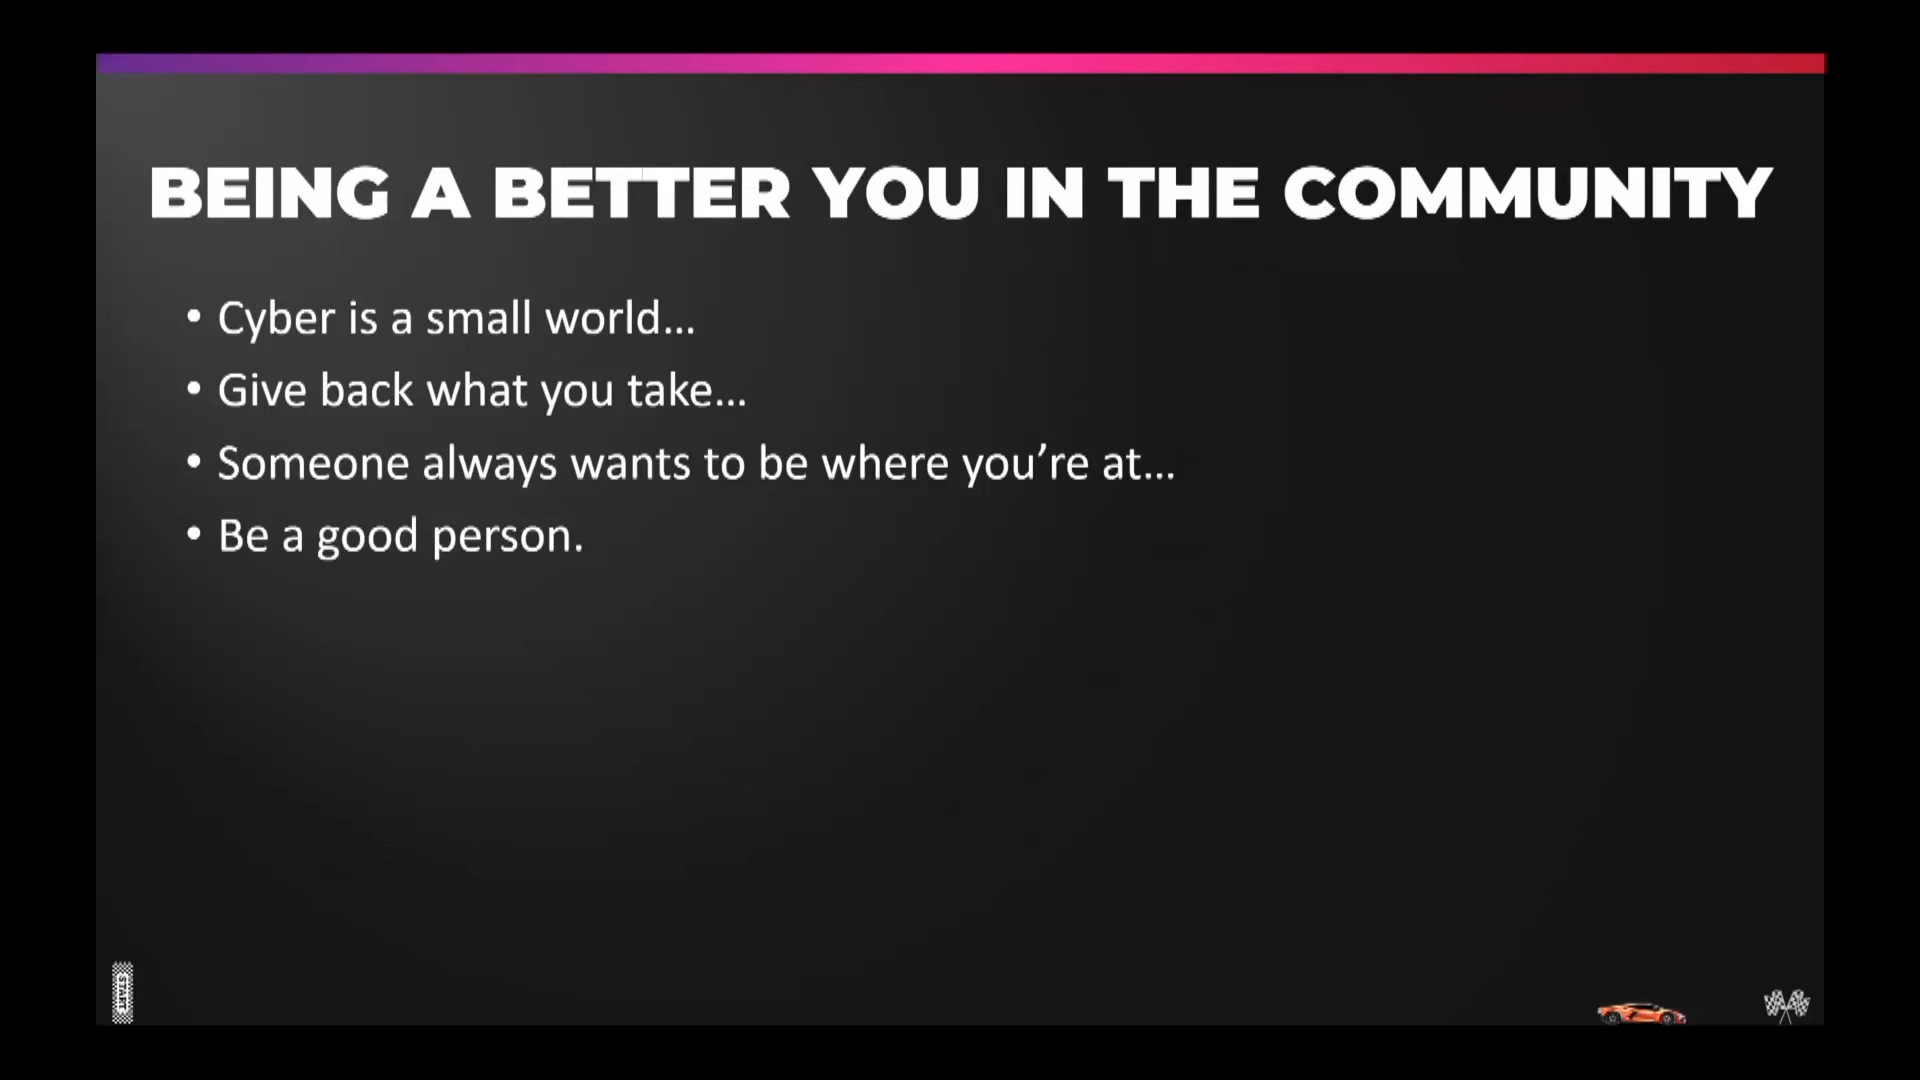 BEING A BETTER YOU IN THE COMMUNITY
• Cyber is a small world...
• Give back what you take...
• Someone always wants to be where you're at...
• Be a good person.
START